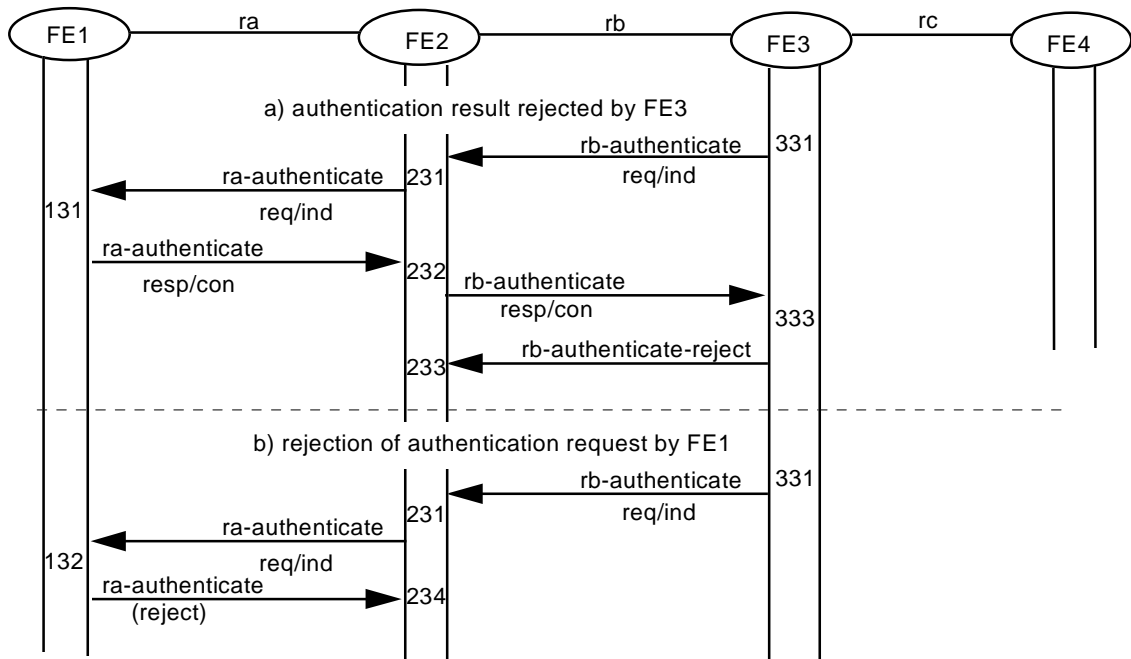 FE1 ra FE2 rb FE3 rc FE4
a) authentication result rejected by FE3
rb-authenticate 331
req/ind
ra-authenticate 231
131 req/ind
ra-authenticate
resp/con 232
rb-authenticate
resp/con 333
233 rb-authenticate-reject
b) rejection of authentication request by FE1
rb-authenticate 331
req/ind
ra-authenticate 231
132 req/ind
ra-authenticate 234
(reject)